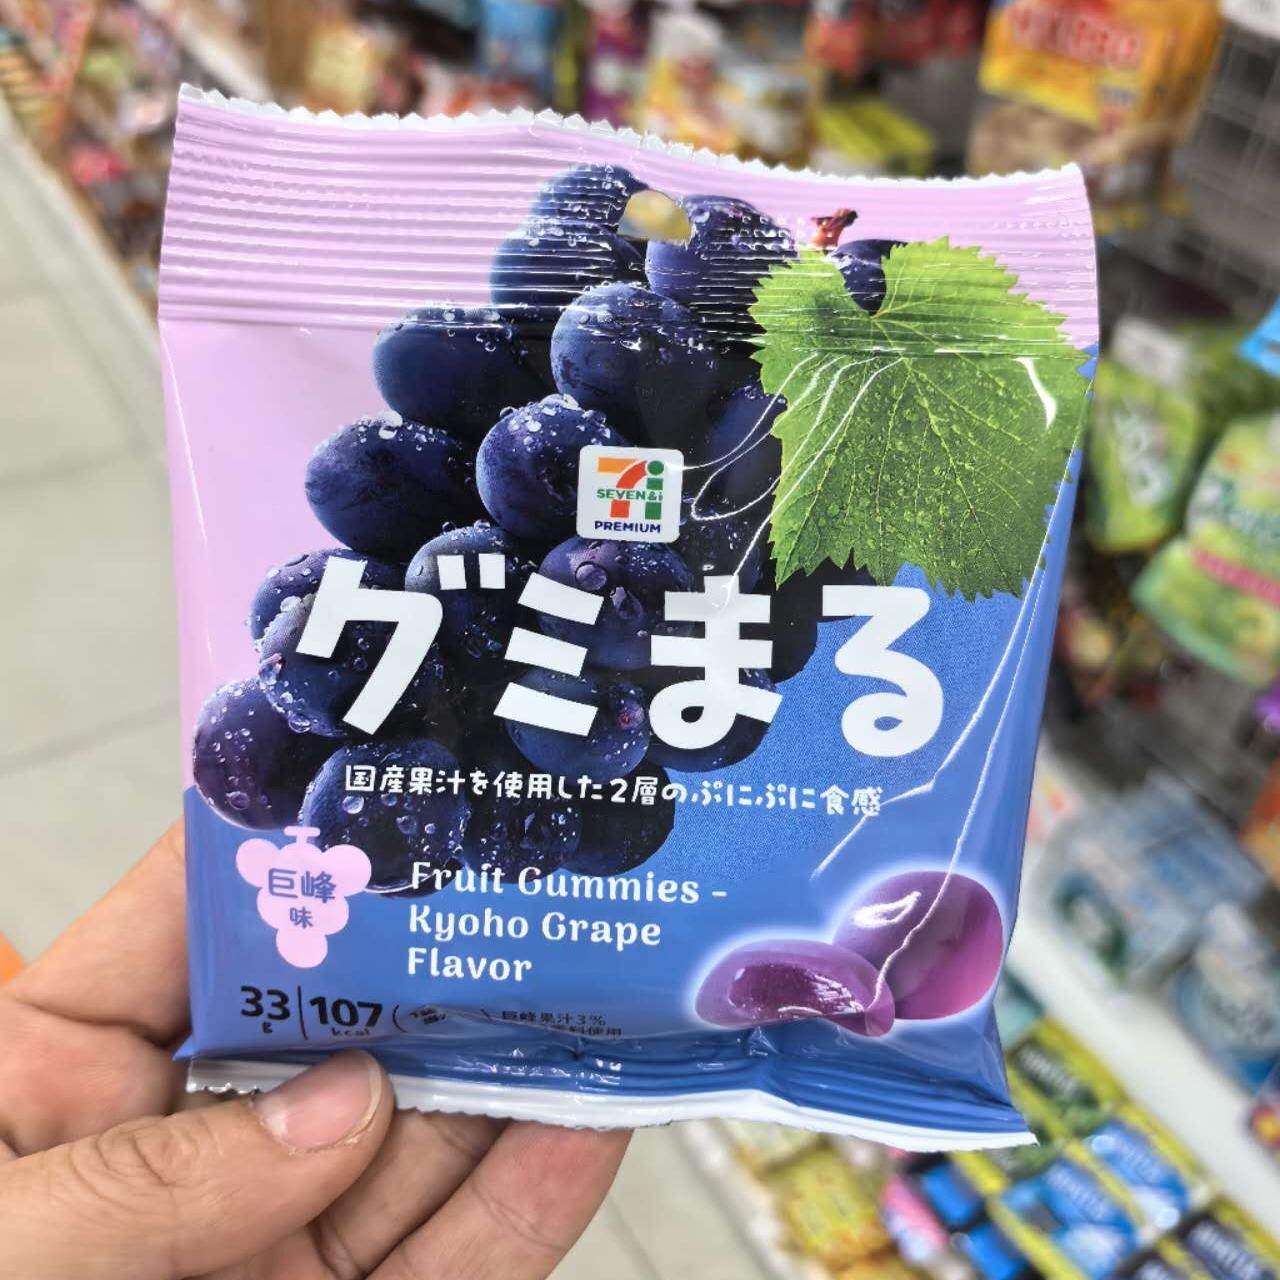 SEVEN&i
PREMIUM
グミまる
国産果汁を使用した2層のぷにぷに食感
巨峰
味
Fruit Gummies -
Kyoho Grape
Flavor
33g 107kcal
巨峰果汁3%